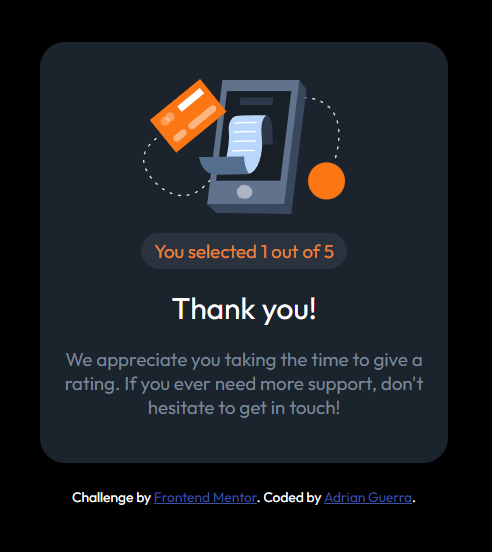 You selected 1 out of 5
Thank you!
We appreciate you taking the time to give a
rating. If you ever need more support, don't
hesitate to get in touch!
Challenge by Frontend Mentor. Coded by Adrian Guerra.